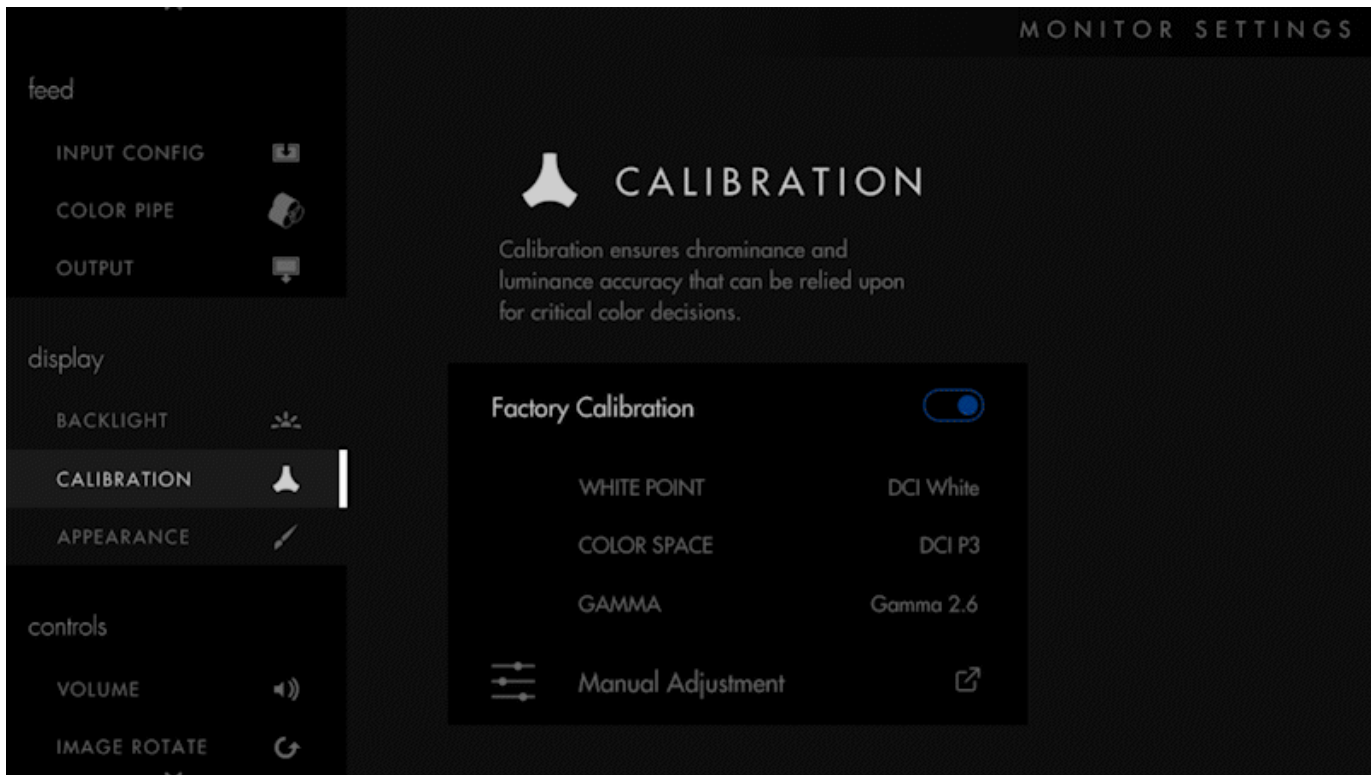 MONITOR SETTINGS
feed
INPUT CONFIG
COLOR PIPE
OUTPUT
display
BACKLIGHT
CALIBRATION
APPEARANCE
controls
VOLUME
IMAGE ROTATE
CALIBRATION
Calibration ensures chrominance and
luminance accuracy that can be relied upon
for critical color decisions.
Factory Calibration
WHITE POINT DCI White
COLOR SPACE DCI P3
GAMMA Gamma 2.6
Manual Adjustment